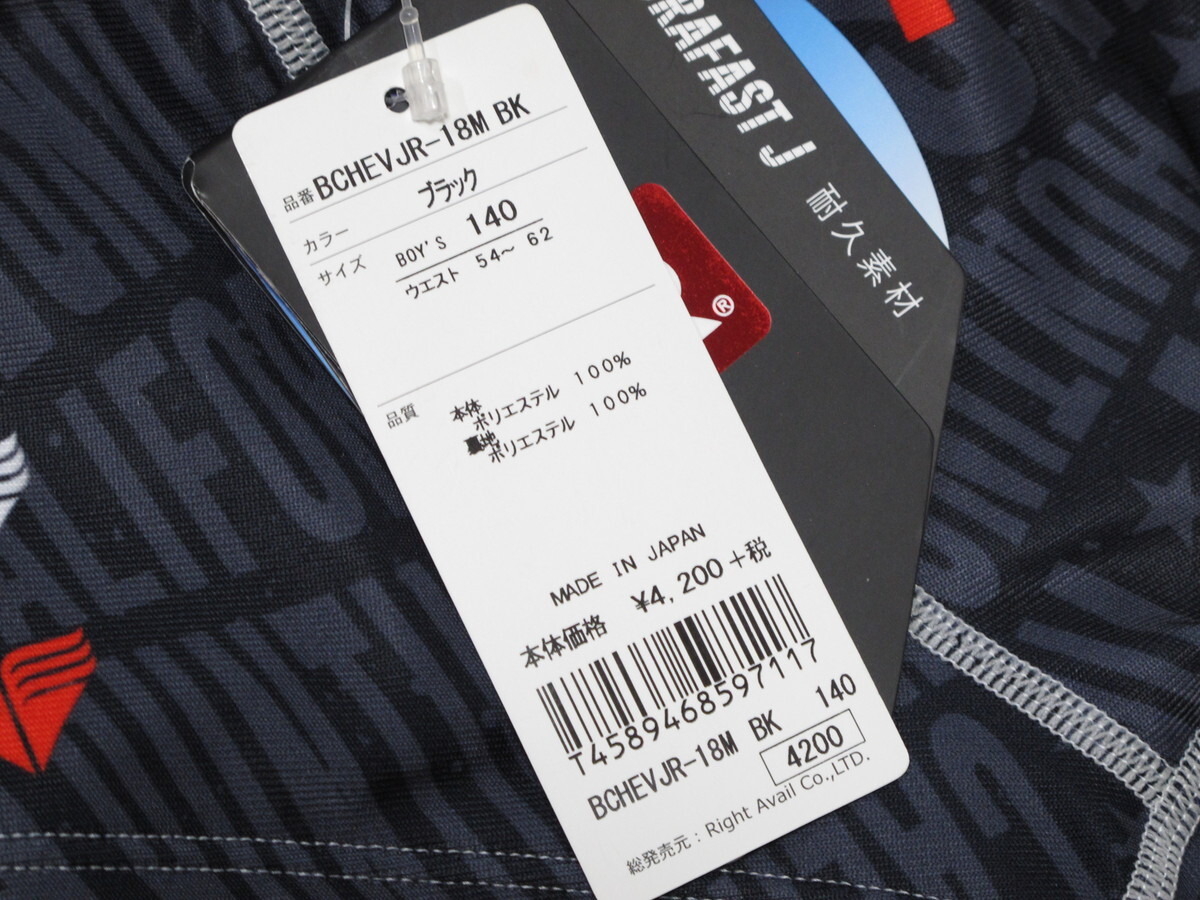 品番 BCHEVJR-18M BK
カラー ブラック
サイズ BOY'S 140
ウエスト 54～ 62
品質 本体
ポリエステル 100%
裏地
ポリエステル 100%
MADE IN JAPAN
本体価格 ¥4,200+税
T4589468597117
BCHEVJR-18M BK 140
4200
総発売元：Right Avail Co.,LTD.
RAFAST J
耐久素材
®
ALIFO